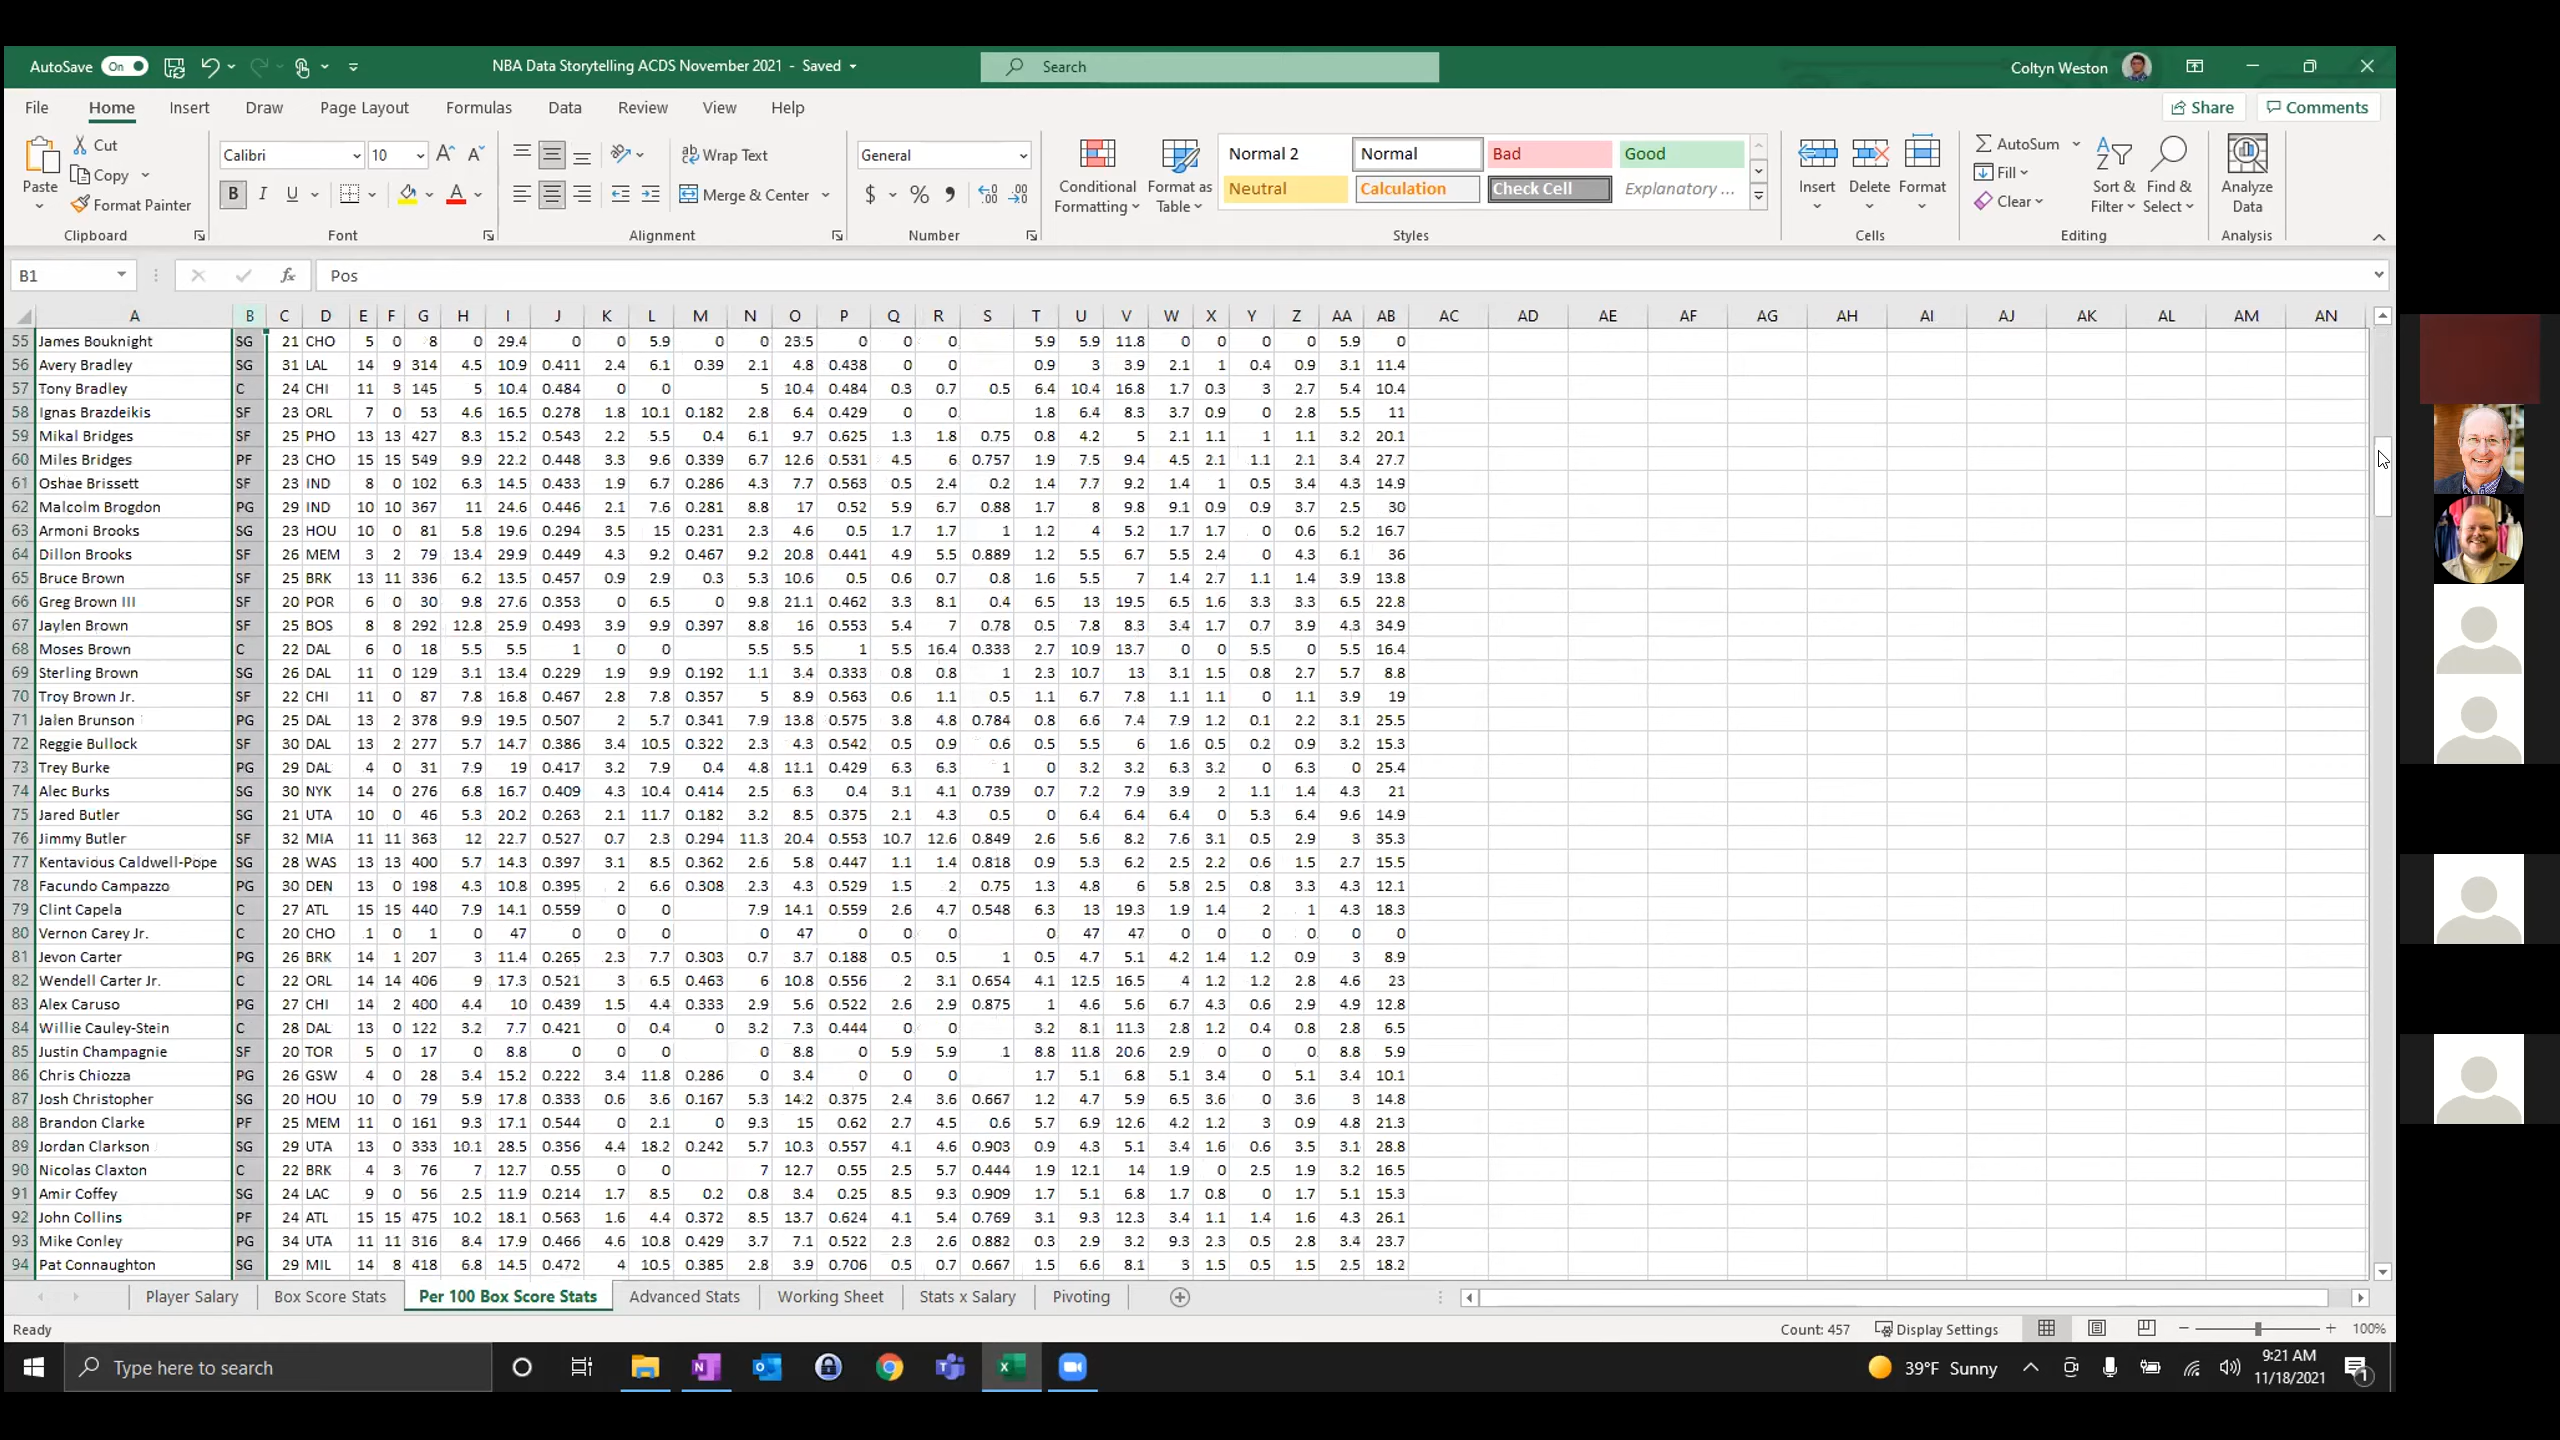 AutoSave On NBA Data Storytelling ACDS November 2021 - Saved Search Coltyn Weston
File Home Insert Draw Page Layout Formulas Data Review View Help Share Comments
Paste Cut Copy Format Painter Clipboard
Calibri 10 B I U Font
Wrap Text Merge & Center Alignment
General $ % Number
Conditional Formatting Format as Table
Normal 2 Normal Bad Good
Neutral Calculation Check Cell Explanatory ...
Styles
Insert Delete Format Cells
AutoSum Fill Clear Sort & Filter Find & Select Editing
Analyze Data Analysis
B1 fx Pos
A B C D E F G H I J K L M N O P Q R S T U V W X Y Z AA AB AC AD AE AF AG AH AI AJ AK AL AM AN
55 James Bouknight SG 21 CHO 5 0 8 0 29.4 0 0 5.9 0 0 23.5 0 0 0 5.9 5.9 11.8 0 0 0 0 5.9 0
56 Avery Bradley SG 31 LAL 14 9 314 4.5 10.9 0.411 2.4 6.1 0.39 2.1 4.8 0.438 0 0 0.9 3 3.9 2.1 1 0.4 0.9 3.1 11.4
57 Tony Bradley C 24 CHI 11 3 145 5 10.4 0.484 0 0 5 10.4 0.484 0.3 0.7 0.5 6.4 10.4 16.8 1.7 0.3 3 2.7 5.4 10.4
58 Ignas Brazdeikis SF 23 ORL 7 0 53 4.6 16.5 0.278 1.8 10.1 0.182 2.8 6.4 0.429 0 0 1.8 6.4 8.3 3.7 0.9 0 2.8 5.5 11
59 Mikal Bridges SF 25 PHO 13 13 427 8.3 15.2 0.543 2.2 5.5 0.4 6.1 9.7 0.625 1.3 1.8 0.75 0.8 4.2 5 2.1 1.1 1 1.1 3.2 20.1
60 Miles Bridges PF 23 CHO 15 15 549 9.9 22.2 0.448 3.3 9.6 0.339 6.7 12.6 0.531 4.5 6 0.757 1.9 7.5 9.4 4.5 2.1 1.1 2.1 3.4 27.7
61 Oshae Brissett SF 23 IND 8 0 102 6.3 14.5 0.433 1.9 6.7 0.286 4.3 7.7 0.563 0.5 2.4 0.2 1.4 7.7 9.2 1.4 1 0.5 3.4 4.3 14.9
62 Malcolm Brogdon PG 29 IND 10 10 367 11 24.6 0.446 2.1 7.6 0.281 8.8 17 0.52 5.9 6.7 0.88 1.7 8 9.8 9.1 0.9 0.9 3.7 2.5 30
63 Armoni Brooks SG 23 HOU 10 0 81 5.8 19.6 0.294 3.5 15 0.231 2.3 4.6 0.5 1.7 1.7 1 1.2 4 5.2 1.7 1.7 0 0.6 5.2 16.7
64 Dillon Brooks SF 26 MEM 3 2 79 13.4 29.9 0.449 4.3 9.2 0.467 9.2 20.8 0.441 4.9 5.5 0.889 1.2 5.5 6.7 5.5 2.4 0 4.3 6.1 36
65 Bruce Brown SF 25 BRK 13 11 336 6.2 13.5 0.457 0.9 2.9 0.3 5.3 10.6 0.5 0.6 0.7 0.8 1.6 5.5 7 1.4 2.7 1.1 1.4 3.9 13.8
66 Greg Brown III SF 20 POR 6 0 30 9.8 27.6 0.353 0 6.5 0 9.8 21.1 0.462 3.3 8.1 0.4 6.5 13 19.5 6.5 1.6 3.3 3.3 6.5 22.8
67 Jaylen Brown SF 25 BOS 8 8 292 12.8 25.9 0.493 3.9 9.9 0.397 8.8 16 0.553 5.4 7 0.78 0.5 7.8 8.3 3.4 1.7 0.7 3.9 4.3 34.9
68 Moses Brown C 22 DAL 6 0 18 5.5 5.5 1 0 0 5.5 5.5 1 5.5 16.4 0.333 2.7 10.9 13.7 0 0 5.5 0 5.5 16.4
69 Sterling Brown SG 26 DAL 11 0 129 3.1 13.4 0.229 1.9 9.9 0.192 1.1 3.4 0.333 0.8 0.8 1 2.3 10.7 13 3.1 1.5 0.8 2.7 5.7 8.8
70 Troy Brown Jr. SF 22 CHI 11 0 87 7.8 16.8 0.467 2.8 7.8 0.357 5 8.9 0.563 0.6 1.1 0.5 1.1 6.7 7.8 1.1 1.1 0 1.1 3.9 19
71 Jalen Brunson PG 25 DAL 13 2 378 9.9 19.5 0.507 2 5.7 0.341 7.9 13.8 0.575 3.8 4.8 0.784 0.8 6.6 7.4 7.9 1.2 0.1 2.2 3.1 25.5
72 Reggie Bullock SF 30 DAL 13 2 277 5.7 14.7 0.386 3.4 10.5 0.322 2.3 4.3 0.542 0.5 0.9 0.6 0.5 5.5 6 1.6 0.5 0.2 0.9 3.2 15.3
73 Trey Burke PG 29 DAL 4 0 31 7.9 19 0.417 3.2 7.9 0.4 4.8 11.1 0.429 6.3 6.3 1 0 3.2 3.2 6.3 3.2 0 6.3 0 25.4
74 Alec Burks SG 30 NYK 14 0 276 6.8 16.7 0.409 4.3 10.4 0.414 2.5 6.3 0.4 3.1 4.1 0.739 0.7 7.2 7.9 3.9 2 1.1 1.4 4.3 21
75 Jared Butler SG 21 UTA 10 0 46 5.3 20.2 0.263 2.1 11.7 0.182 3.2 8.5 0.375 2.1 4.3 0.5 0 6.4 6.4 6.4 0 5.3 6.4 9.6 14.9
76 Jimmy Butler SF 32 MIA 11 11 363 12 22.7 0.527 0.7 2.3 0.294 11.3 20.4 0.553 10.7 12.6 0.849 2.6 5.6 8.2 7.6 3.1 0.5 2.9 3 35.3
77 Kentavious Caldwell-Pope SG 28 WAS 13 13 400 5.7 14.3 0.397 3.1 8.5 0.362 2.6 5.8 0.447 1.1 1.4 0.818 0.9 5.3 6.2 2.5 2.2 0.6 1.5 2.7 15.5
78 Facundo Campazzo PG 30 DEN 13 0 198 4.3 10.8 0.395 2 6.6 0.308 2.3 4.3 0.529 1.5 2 0.75 1.3 4.8 6 5.8 2.5 0.8 3.3 4.3 12.1
79 Clint Capela C 27 ATL 15 15 440 7.9 14.1 0.559 0 0 7.9 14.1 0.559 2.6 4.7 0.548 6.3 13 19.3 1.9 1.4 2 1 4.3 18.3
80 Vernon Carey Jr. C 20 CHO 1 0 1 0 47 0 0 0 0 47 0 0 0 0 47 47 0 0 0 0 0 0
81 Jevon Carter PG 26 BRK 14 1 207 3 11.4 0.265 2.3 7.7 0.303 0.7 3.7 0.188 0.5 0.5 1 0.5 4.7 5.1 4.2 1.4 1.2 0.9 3 8.9
82 Wendell Carter Jr. C 22 ORL 14 14 406 9 17.3 0.521 3 6.5 0.463 6 10.8 0.556 2 3.1 0.654 4.1 12.5 16.5 4 1.2 1.2 2.8 4.6 23
83 Alex Caruso PG 27 CHI 14 2 400 4.4 10 0.439 1.5 4.4 0.333 2.9 5.6 0.522 2.6 2.9 0.875 1 4.6 5.6 6.7 4.3 0.6 2.9 4.9 12.8
84 Willie Cauley-Stein C 28 DAL 13 0 122 3.2 7.7 0.421 0 0.4 0 3.2 7.3 0.444 0 0 3.2 8.1 11.3 2.8 1.2 0.4 0.8 2.8 6.5
85 Justin Champagnie SF 20 TOR 5 0 17 0 8.8 0 0 0 0 8.8 0 5.9 5.9 1 8.8 11.8 20.6 2.9 0 0 0 8.8 5.9
86 Chris Chiozza PG 26 GSW 4 0 28 3.4 15.2 0.222 3.4 11.8 0.286 0 3.4 0 0 0 1.7 5.1 6.8 5.1 3.4 0 5.1 3.4 10.1
87 Josh Christopher SG 20 HOU 10 0 79 5.9 17.8 0.333 0.6 3.6 0.167 5.3 14.2 0.375 2.4 3.6 0.667 1.2 4.7 5.9 6.5 3.6 0 3.6 3 14.8
88 Brandon Clarke PF 25 MEM 11 0 161 9.3 17.1 0.544 0 2.1 0 9.3 15 0.62 2.7 4.5 0.6 5.7 6.9 12.6 4.2 1.2 3 0.9 4.8 21.3
89 Jordan Clarkson SG 29 UTA 13 0 333 10.1 28.5 0.356 4.4 18.2 0.242 5.7 10.3 0.557 4.1 4.6 0.903 0.9 4.3 5.1 3.4 1.6 0.6 3.5 3.1 28.8
90 Nicolas Claxton C 22 BRK 4 3 76 7 12.7 0.55 0 0 7 12.7 0.55 2.5 5.7 0.444 1.9 12.1 14 1.9 0 2.5 1.9 3.2 16.5
91 Amir Coffey SG 24 LAC 9 0 56 2.5 11.9 0.214 1.7 8.5 0.2 0.8 3.4 0.25 8.5 9.3 0.909 1.7 5.1 6.8 1.7 0.8 0 1.7 5.1 15.3
92 John Collins PF 24 ATL 15 15 475 10.2 18.1 0.563 1.6 4.4 0.372 8.5 13.7 0.624 4.1 5.4 0.769 3.1 9.3 12.3 3.4 1.1 1.4 1.6 4.3 26.1
93 Mike Conley PG 34 UTA 11 11 316 8.4 17.9 0.466 4.6 10.8 0.429 3.7 7.1 0.522 2.3 2.6 0.882 0.3 2.9 3.2 9.3 2.3 0.5 2.8 3.4 23.7
94 Pat Connaughton SG 29 MIL 14 8 418 6.8 14.5 0.472 4 10.5 0.385 2.8 3.9 0.706 0.5 0.7 0.667 1.5 6.6 8.1 3 1.5 0.5 1.5 2.5 18.2
Player Salary Box Score Stats Per 100 Box Score Stats Advanced Stats Working Sheet Stats x Salary Pivoting
Ready Count: 457 Display Settings 100%
Type here to search 39°F Sunny 9:21 AM
11/18/2021